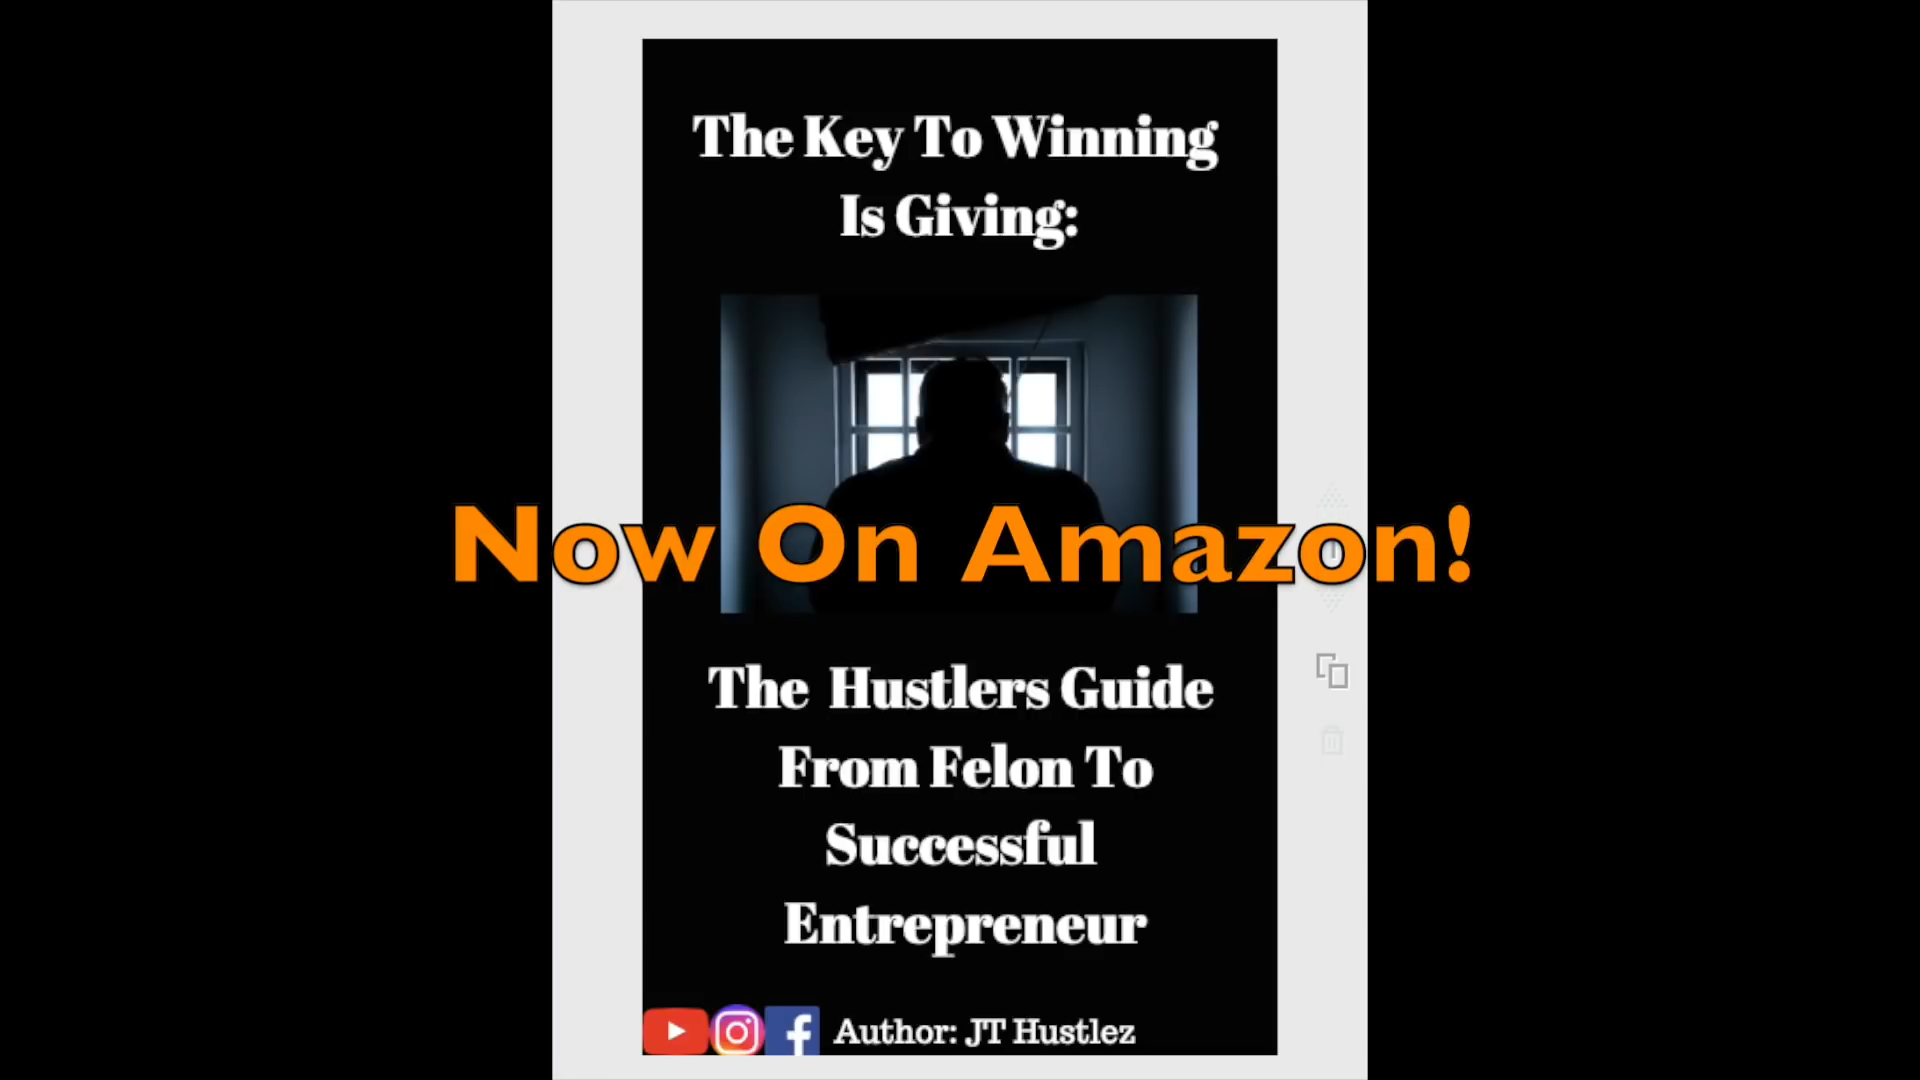 The Key To Winning
Is Giving:
Now On Amazon!
The Hustlers Guide
From Felon To
Successful
Entrepreneur
Author: JT Hustlez